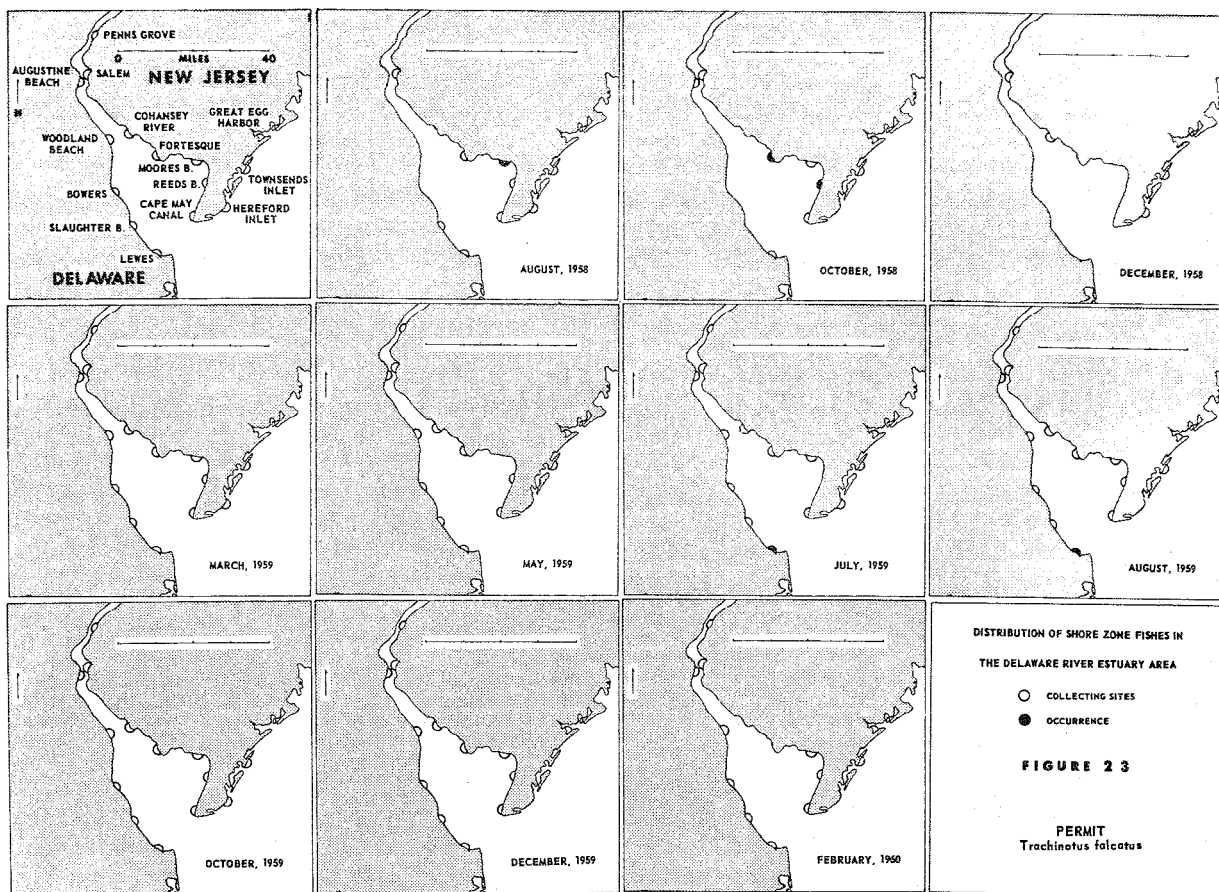 PENNS GROVE
0 MILES 40
AUGUSTINE
BEACH
SALEM
NEW JERSEY
COHANSEY
RIVER
GREAT EGG
HARBOR
WOODLAND
BEACH
FORTESQUE
MOORES B.
REEDS B.
TOWNSENDS
INLET
BOWERS
CAPE MAY
CANAL
HEREFORD
INLET
SLAUGHTER B.
LEWES
DELAWARE
AUGUST, 1958
OCTOBER, 1958
DECEMBER, 1958
MARCH, 1959
MAY, 1959
JULY, 1959
AUGUST, 1959
OCTOBER, 1959
DECEMBER, 1959
FEBRUARY, 1960
DISTRIBUTION OF SHORE ZONE FISHES IN
THE DELAWARE RIVER ESTUARY AREA
COLLECTING SITES
OCCURRENCE
FIGURE 23
PERMIT
Trachinotus falcatus